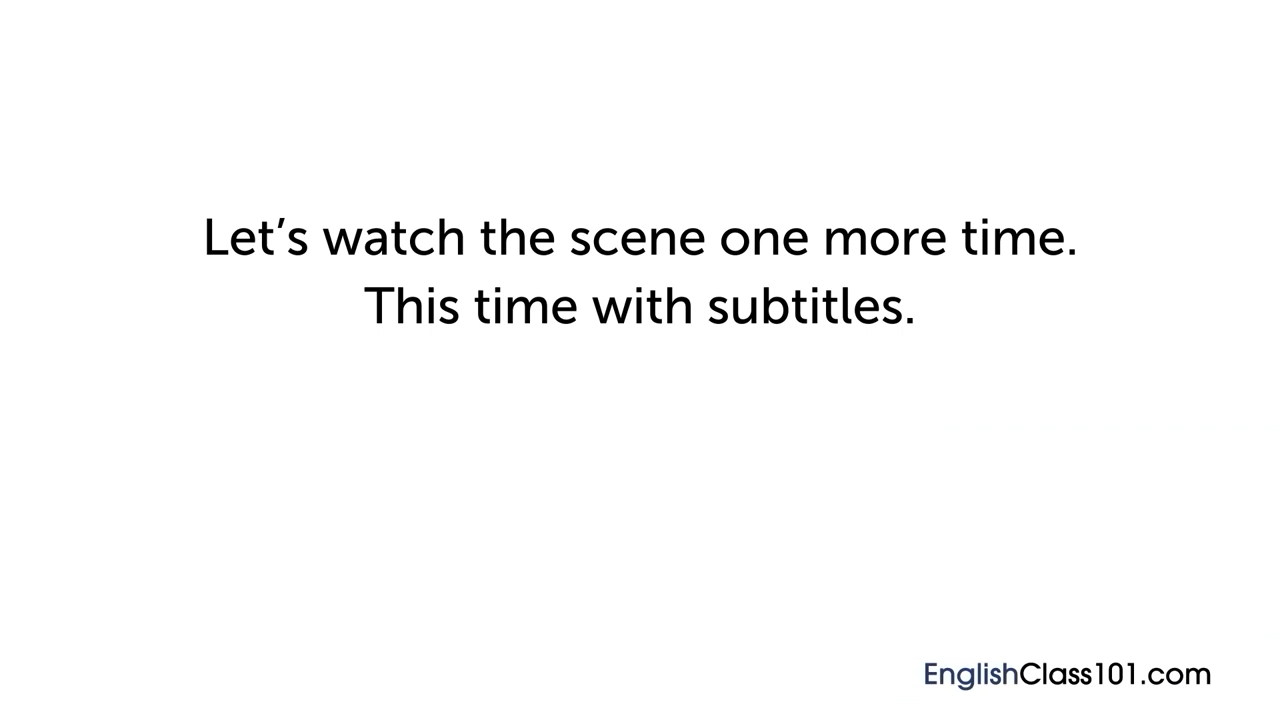 Let’s watch the scene one more time.
This time with subtitles.
EnglishClass101.com